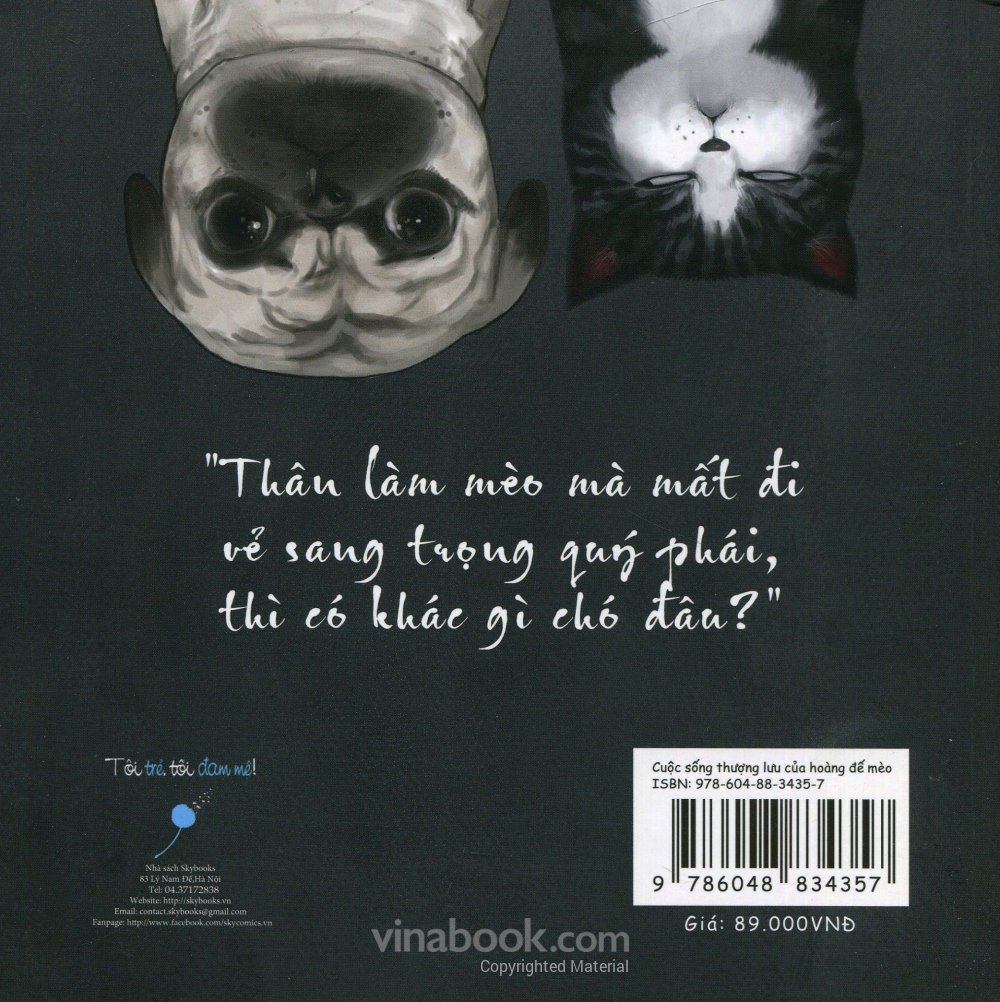 "Thân làm mèo mà mất đi
vẻ sang trọng quý phái,
thì có khác gì chó đâu?"
Tôi trẻ, tôi đam mê!
Nhà sách Skybooks
83 Lý Nam Đế,Hà Nội
Tel: 04.37172838
Website: http://skybooks.vn
Email: contact.skybooks@gmail.com
Fanpage: http://www.facebook.com/skycomics.vn
Cuộc sống thượng lưu của hoàng đế mèo
ISBN: 978-604-88-3435-7
9 786048 834357
Giá: 89.000VNĐ
vinabook.com
Copyrighted Material